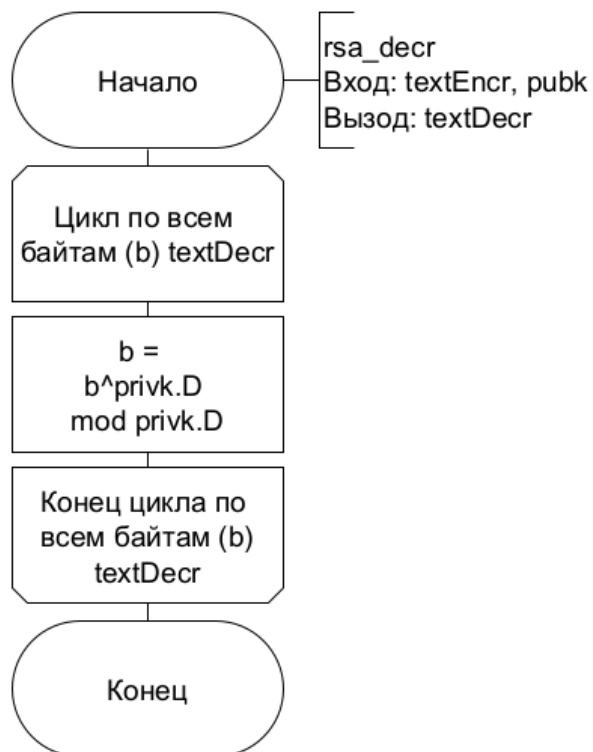 Начало
rsa_decr
Вход: textEncr, pubk
Вызод: textDecr
Цикл по всем
байтам (b) textDecr
b =
b^privk.D
mod privk.D
Конец цикла по
всем байтам (b)
textDecr
Конец